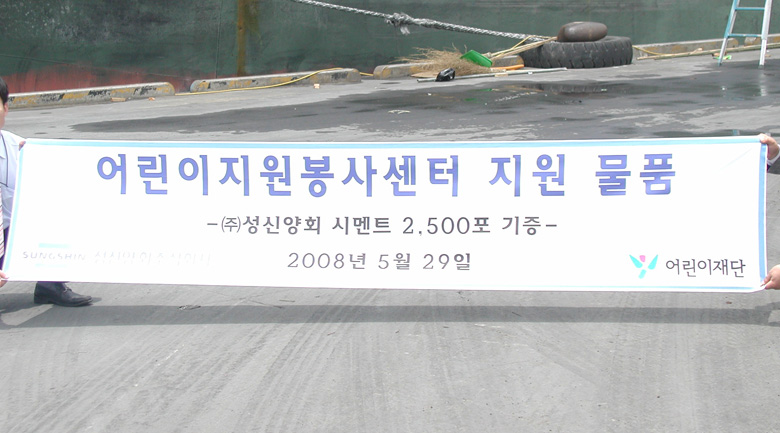 어린이지원봉사센터 지원 물품
-㈜성신양회 시멘트 2,500포 기증-
SUNGSHIN
2008년 5월 29일
어린이재단